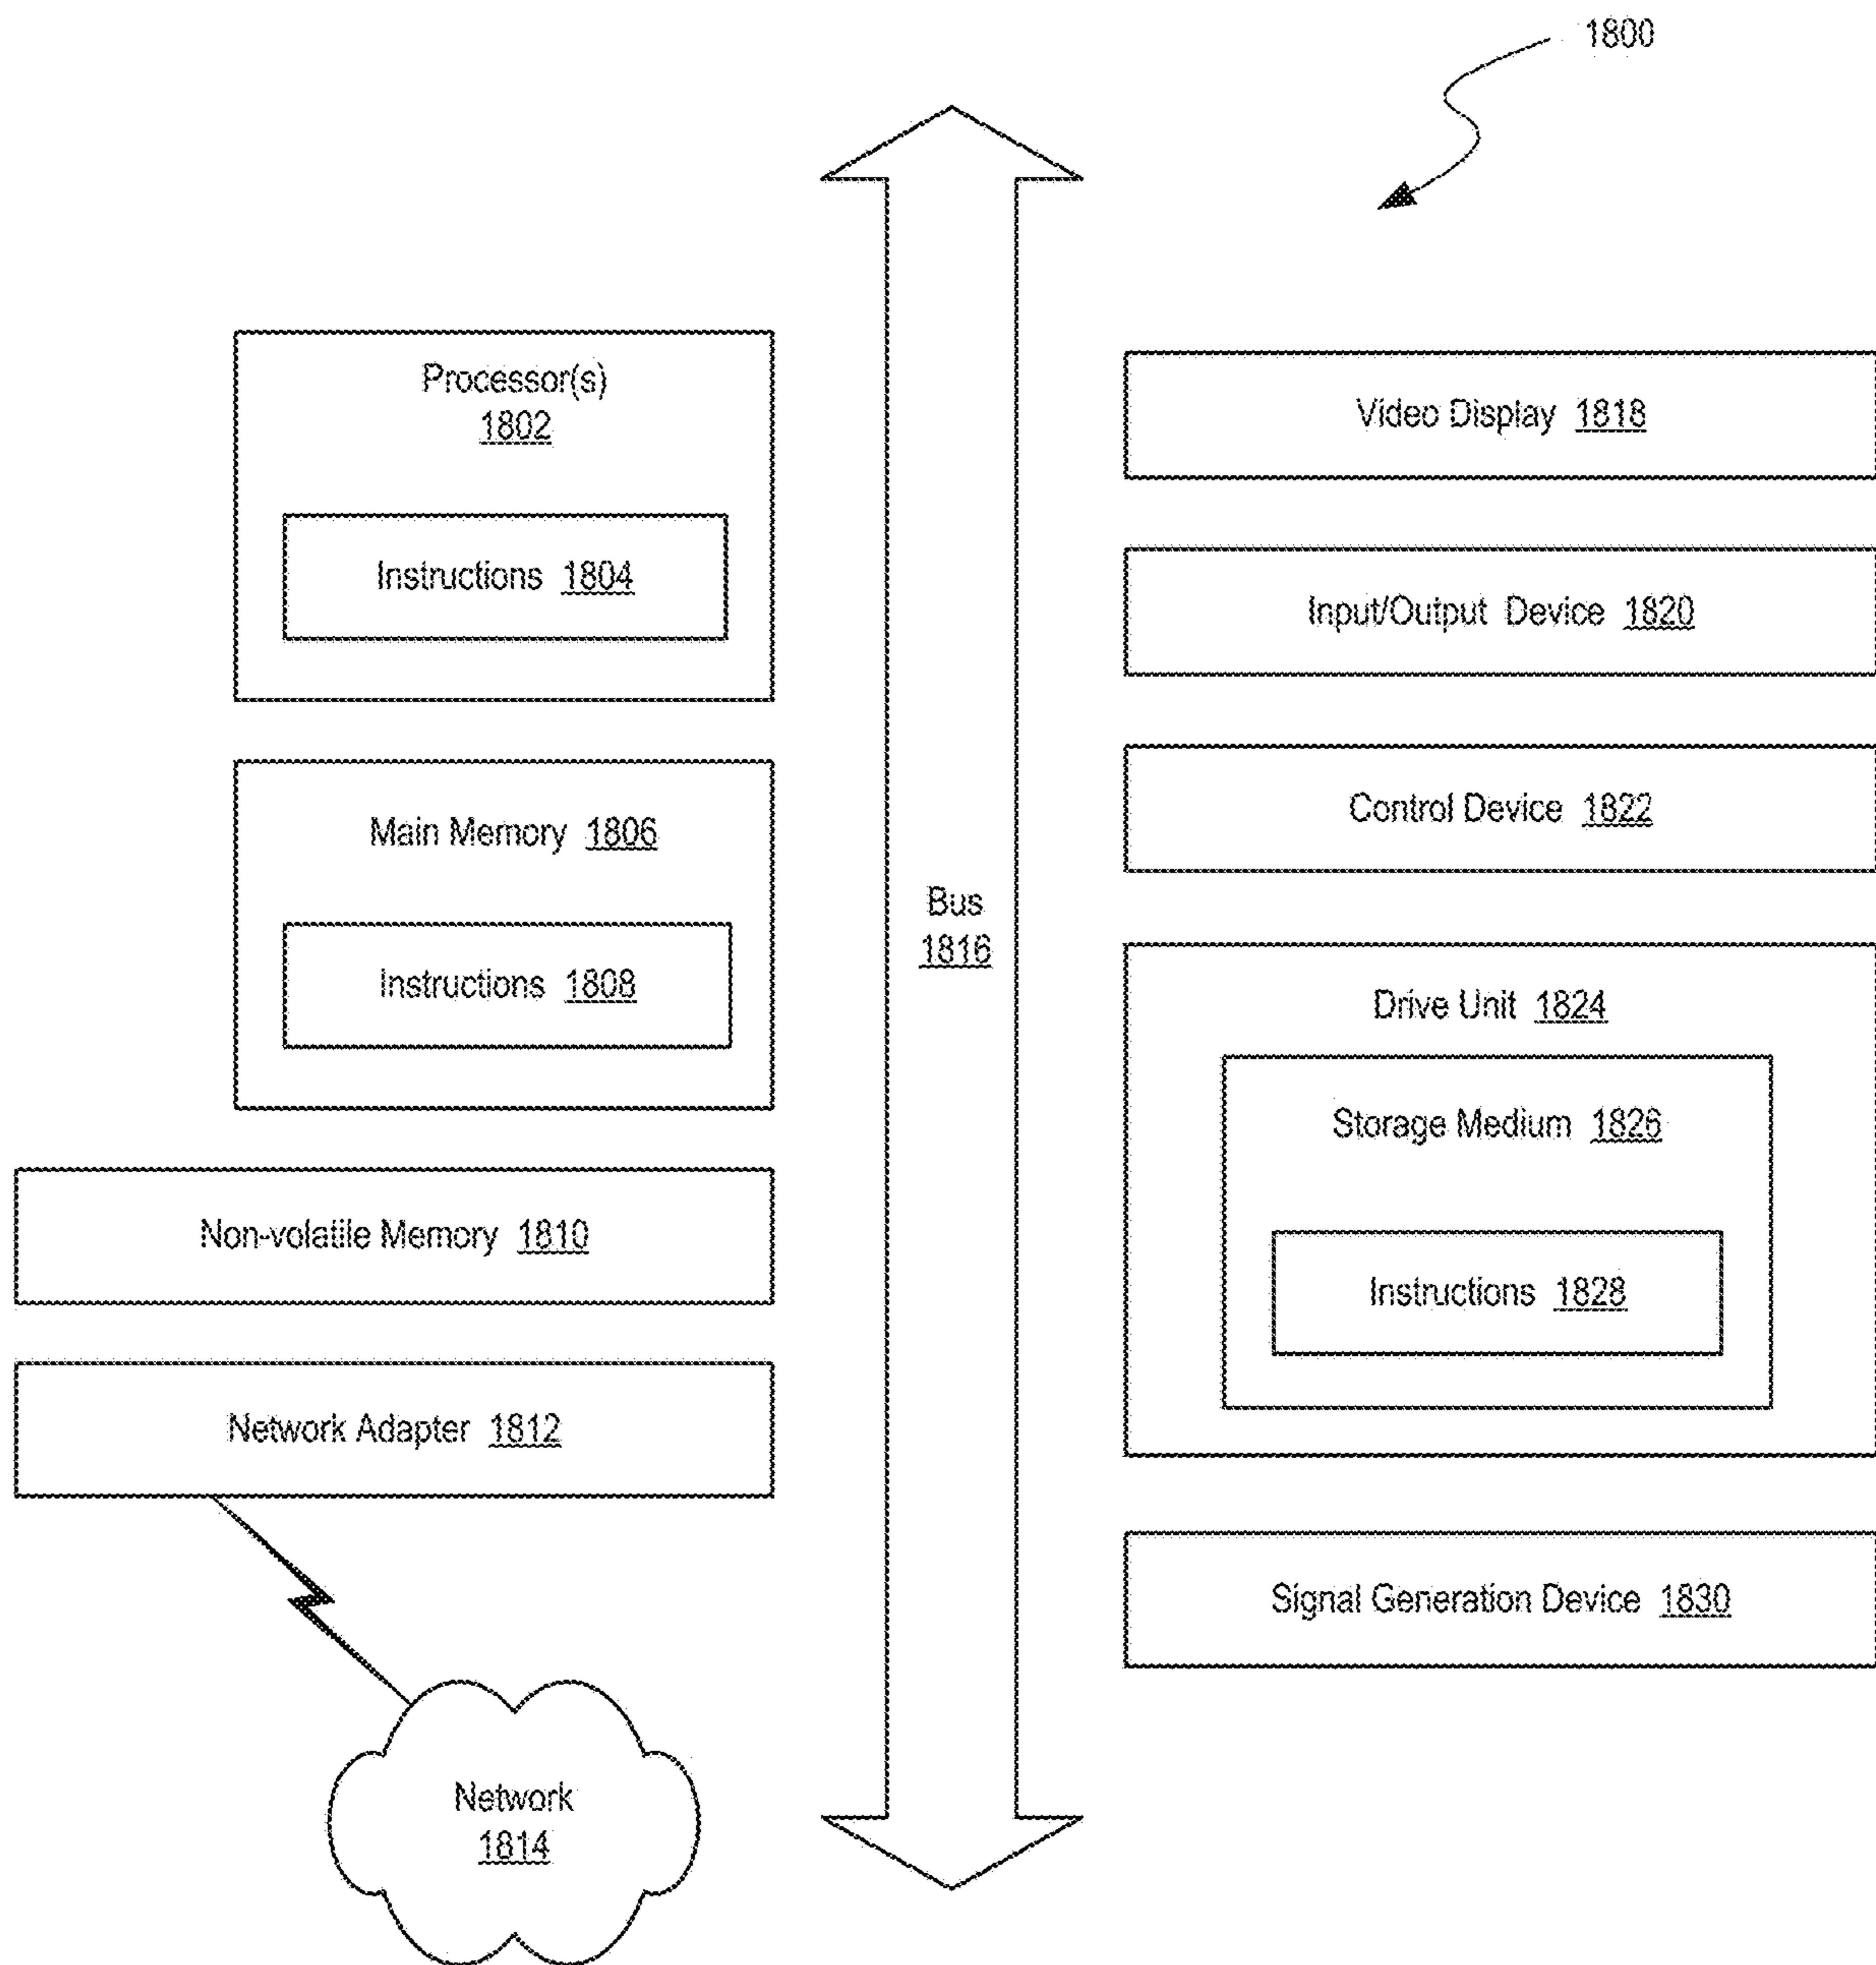 1800
Processor(s)
1802
Instructions 1804
Main Memory 1806
Instructions 1808
Non-volatile Memory 1810
Network Adapter 1812
Network
1814
Bus
1816
Video Display 1818
Input/Output Device 1820
Control Device 1822
Drive Unit 1824
Storage Medium 1826
Instructions 1828
Signal Generation Device 1830